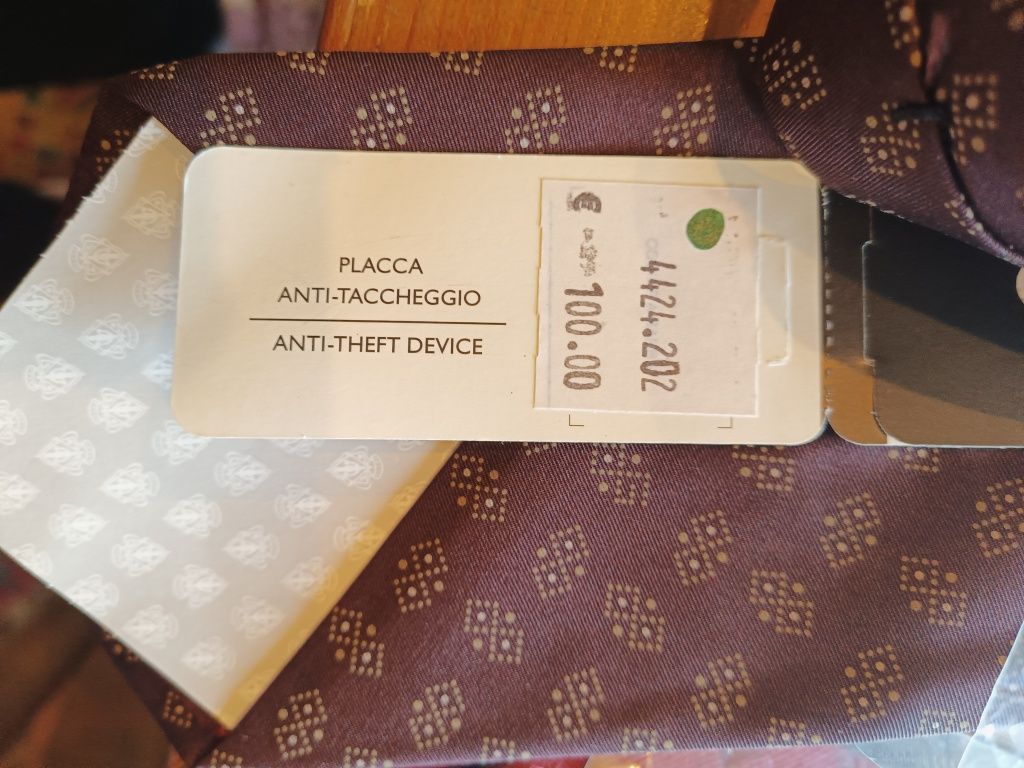 PLACCA
ANTI-TACCHEGGIO
ANTI-THEFT DEVICE
4424.202
€ 100.00